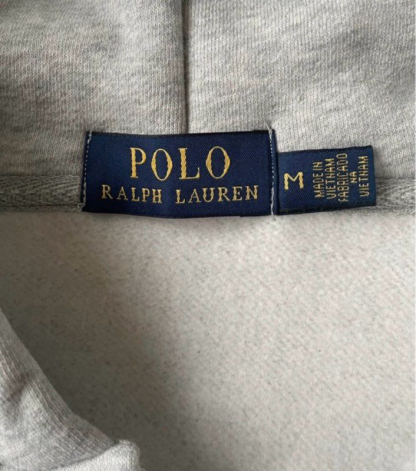 POLO
RALPH LAUREN
M
MADE IN
VIETNAM
FABRICADO
NA
VIETNAM